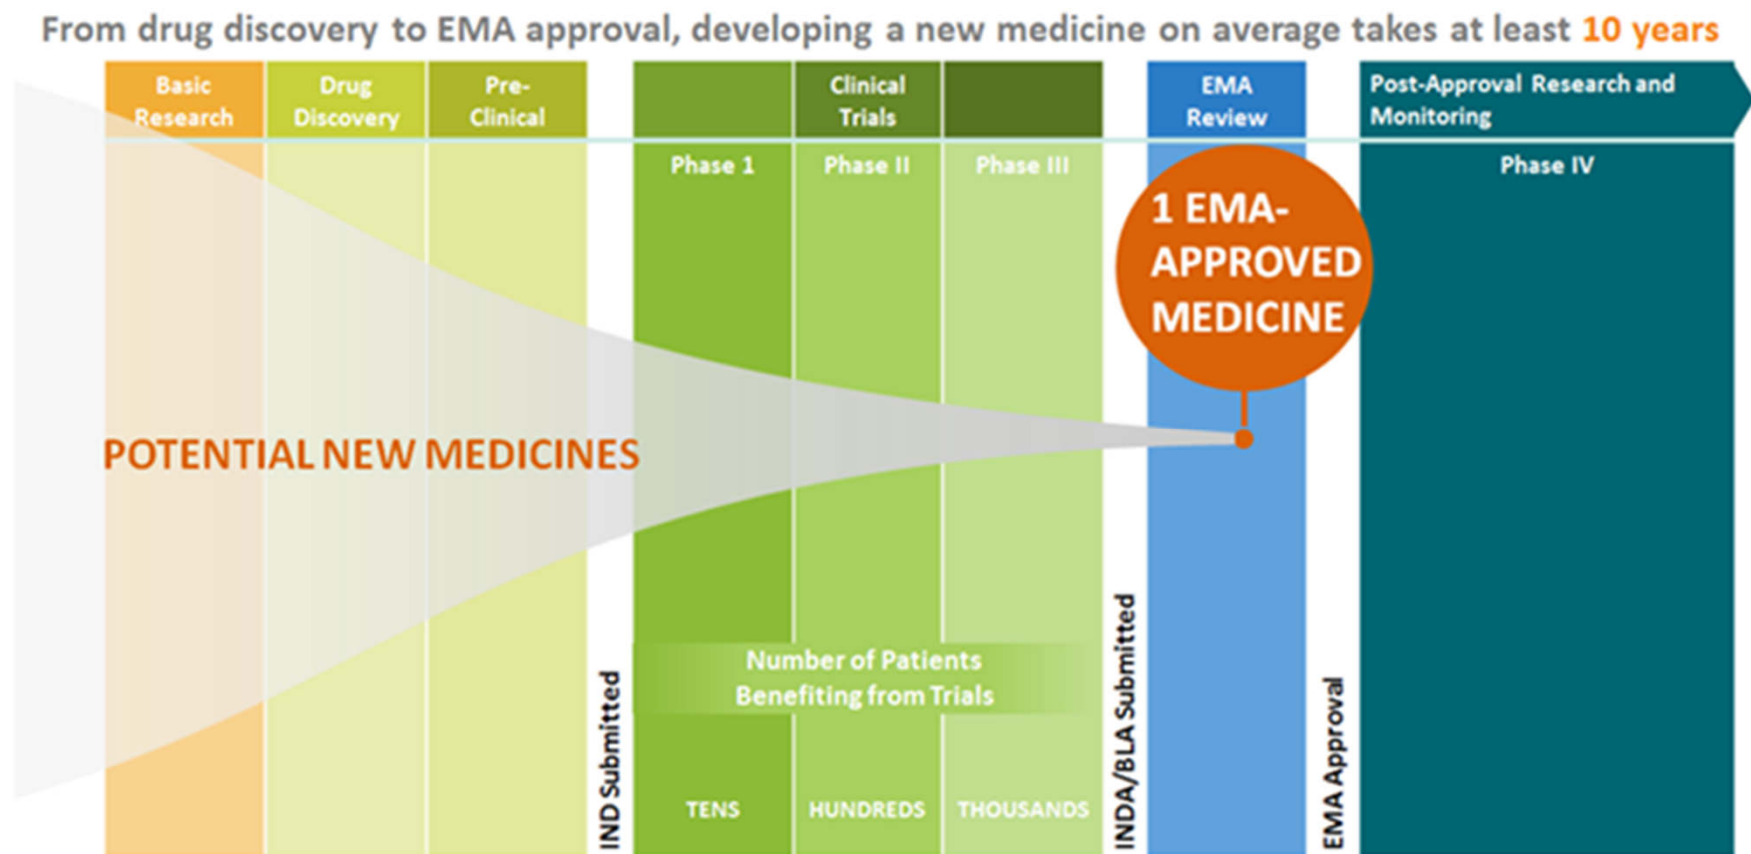 From drug discovery to EMA approval, developing a new medicine on average takes at least 10 years
Basic
Research
Drug
Discovery
Pre-
Clinical
Clinical
Trials
EMA
Review
Post-Approval Research and
Monitoring
Phase 1
Phase II
Phase III
Phase IV
1 EMA-
APPROVED
MEDICINE
POTENTIAL NEW MEDICINES
IND Submitted
Number of Patients
Benefiting from Trials
TENS
HUNDREDS
THOUSANDS
INDA/BLA Submitted
EMA Approval